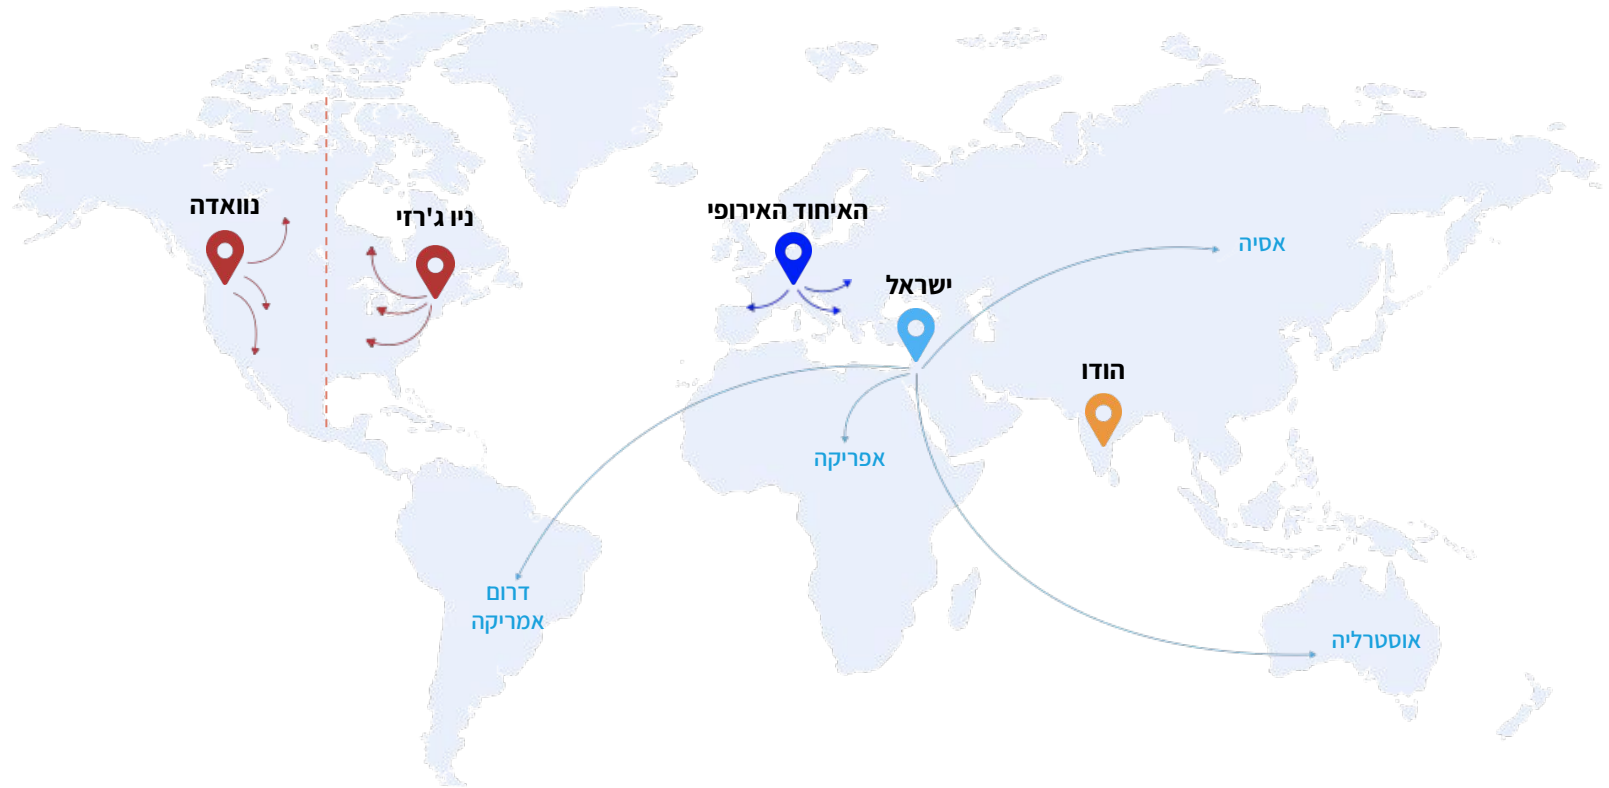 נוואדה
ניו ג'רזי
האיחוד האירופי
אסיה
ישראל
הודו
אפריקה
דרום
אמריקה
אוסטרליה